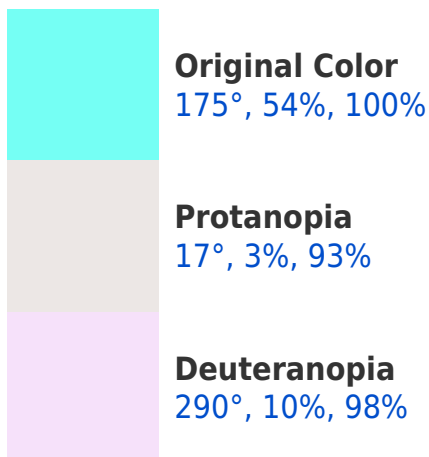 Original Color
175°, 54%, 100%
Protanopia
17°, 3%, 93%
Deuteranopia
290°, 10%, 98%